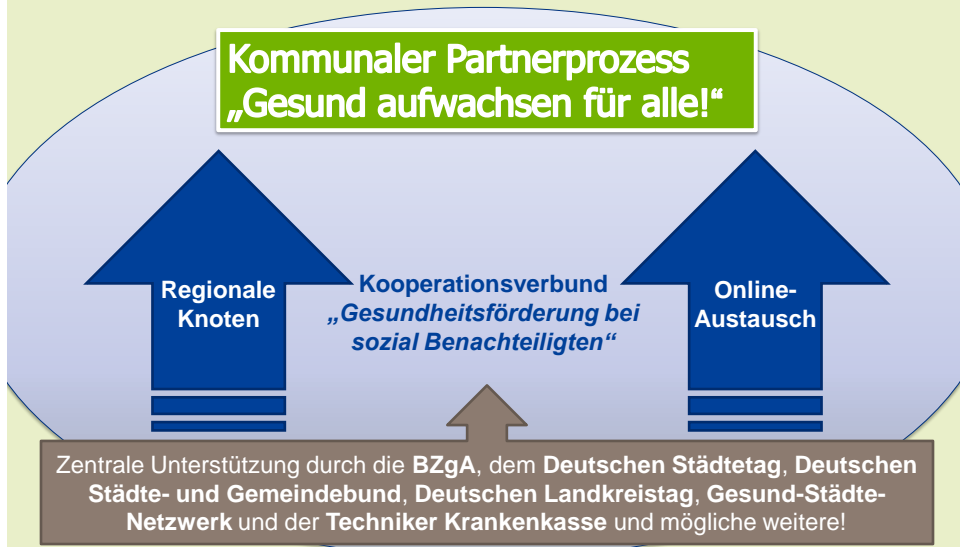 Kommunaler Partnerprozess
„Gesund aufwachsen für alle!“
Regionale
Knoten
Kooperationsverbund
„Gesundheitsförderung bei
sozial Benachteiligten“
Online-
Austausch
Zentrale Unterstützung durch die BZgA, dem Deutschen Städtetag, Deutschen
Städte- und Gemeindebund, Deutschen Landkreistag, Gesund-Städte-
Netzwerk und der Techniker Krankenkasse und mögliche weitere!